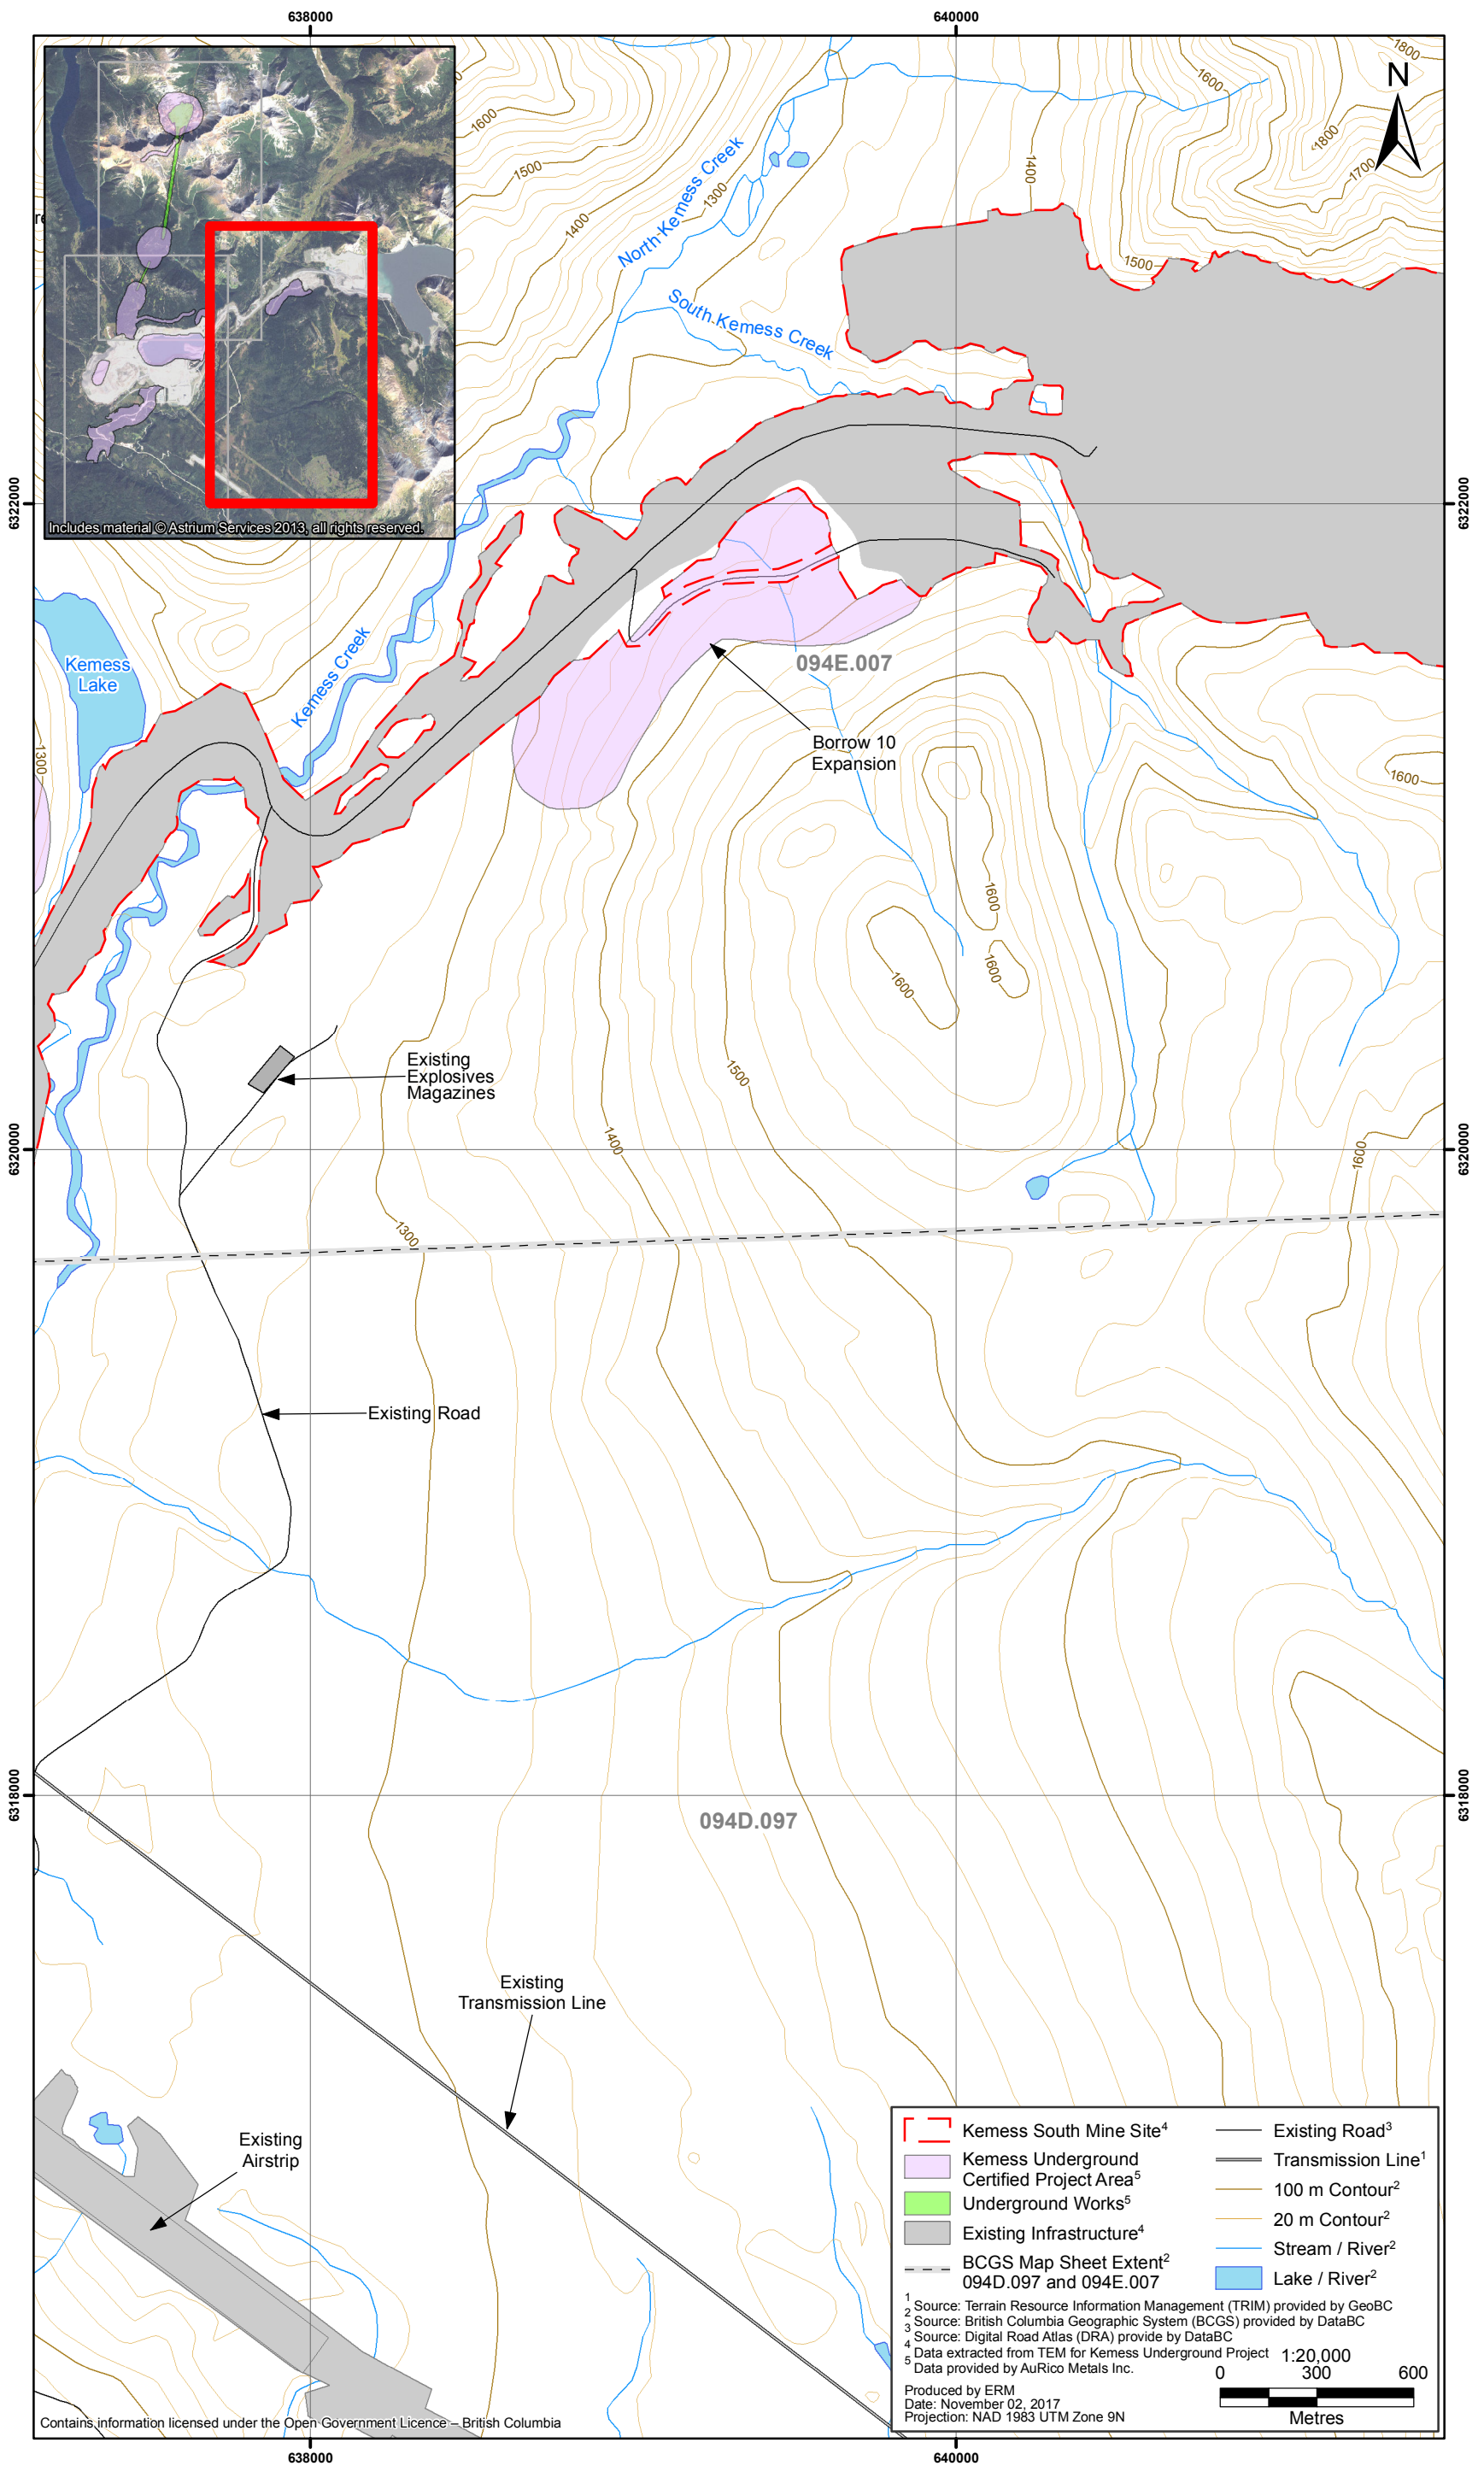 638000
640000
1800
1600
N
1600
1800
1700
1500
1400
1300
North Kemess Creek
1400
1500
South Kemess Creek
Includes material © Astrium Services 2013, all rights reserved.
6322000
6322000
Kemess
Lake
Kemess Creek
094E.007
Borrow 10
Expansion
1300
1600
1600
1600
1600
1500
Existing
Explosives
Magazines
1400
6320000
6320000
1600
1300
Existing Road
6318000
6318000
094D.097
Existing
Transmission Line
Existing
Airstrip
Kemess South Mine Site4
Kemess Underground
Certified Project Area5
Underground Works5
Existing Infrastructure4
BCGS Map Sheet Extent2
094D.097 and 094E.007
Existing Road3
Transmission Line1
100 m Contour2
20 m Contour2
Stream / River2
Lake / River2
1 Source: Terrain Resource Information Management (TRIM) provided by GeoBC
2 Source: British Columbia Geographic System (BCGS) provided by DataBC
3 Source: Digital Road Atlas (DRA) provide by DataBC
4 Data extracted from TEM for Kemess Underground Project
5 Data provided by AuRico Metals Inc.
1:20,000
0 300 600
Metres
Produced by ERM
Date: November 02, 2017
Projection: NAD 1983 UTM Zone 9N
Contains information licensed under the Open Government Licence – British Columbia
638000
640000